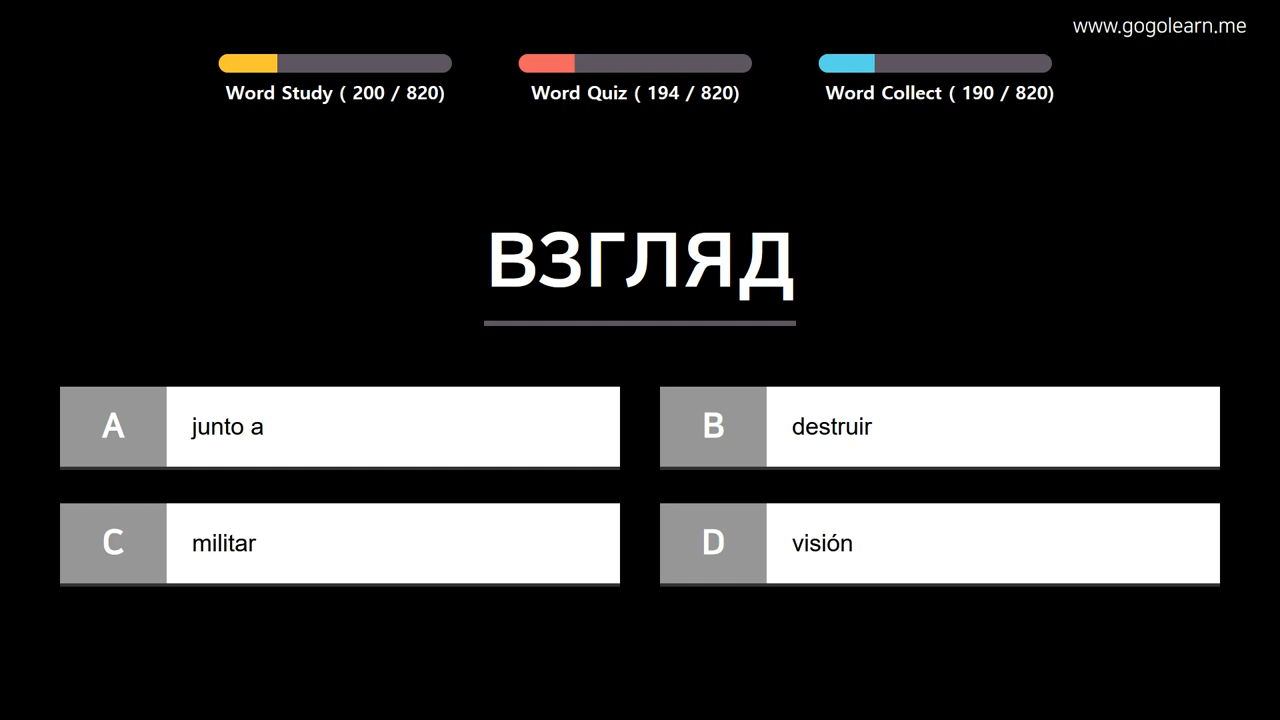 www.gogolearn.me
Word Study ( 200 / 820)
Word Quiz ( 194 / 820)
Word Collect ( 190 / 820)
ВЗГЛЯД
A junto a
B destruir
C militar
D visión